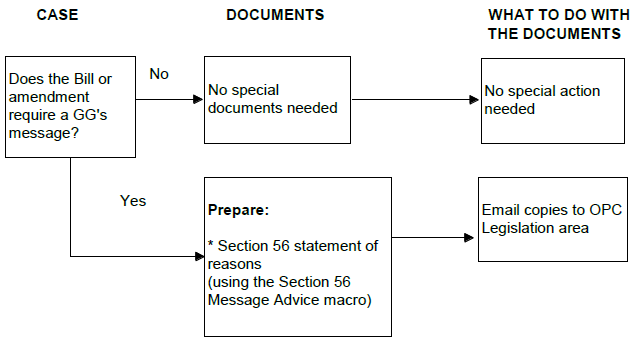 CASE
DOCUMENTS
WHAT TO DO WITH
THE DOCUMENTS
Does the Bill or
amendment
require a GG's
message?
No
No special
documents needed
No special action
needed
Yes
Prepare:
* Section 56 statement of
reasons
(using the Section 56
Message Advice macro)
Email copies to OPC
Legislation area